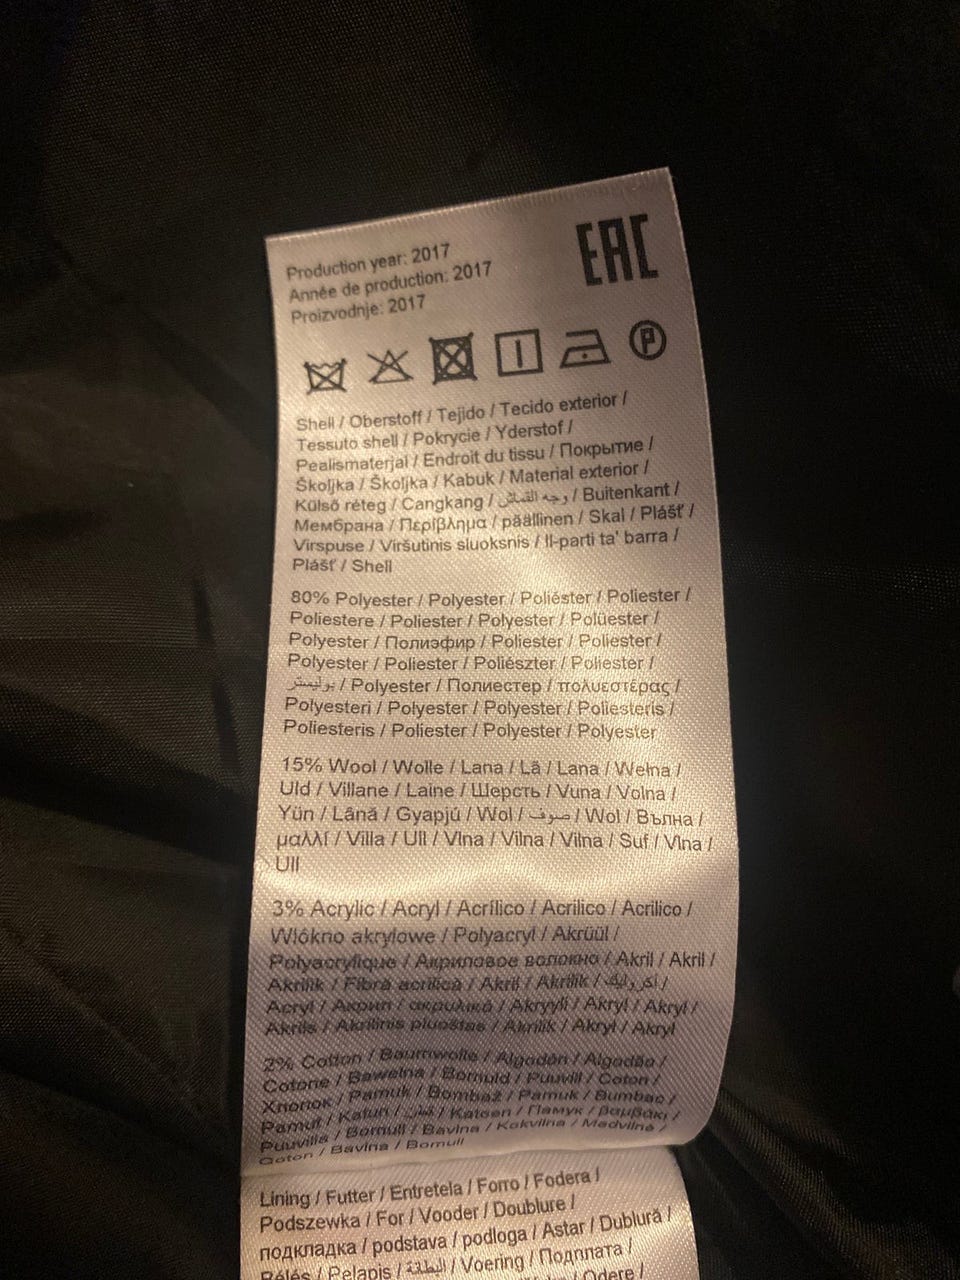 EAC
Production year: 2017
Année de production: 2017
Proizvodnje: 2017
P
Shell / Oberstoff / Tejido / Tecido exterior /
Tessuto shell / Pokrycie / Yderstof /
Pealismaterjal / Endroit du tissu / Покрытие /
Školjka / Školjka / Kabuk / Material exterior /
Külső réteg / Cangkang / وجه القماش / Buitenkant /
Мембрана / Περίβλημα / päällinen / Skal / Plášť /
Virspuse / Viršutinis sluoksnis / Il-parti ta' barra /
Plášť / Shell
80% Polyester / Polyester / Poliéster / Poliester /
Poliestere / Poliester / Polyester / Polüester /
Polyester / Полиэфир / Poliester / Poliester /
Polyester / Poliester / Poliészter / Poliester /
بوليستر / Polyester / Полиестер / πολυεστέρας /
Polyesteri / Polyester / Polyester / Poliesteris /
Poliesteris / Poliester / Polyester / Polyester
15% Wool / Wolle / Lana / Lã / Lana / Wełna /
Uld / Villane / Laine / Шерсть / Vuna / Volna /
Yün / Lână / Gyapjú / Wol / صوف / Wol / Вълна /
μαλλί / Villa / Ull / Vlna / Vilna / Vilna / Suf / Vlna /
Ull
3% Acrylic / Acryl / Acrílico / Acrilico / Acrilico /
Włókno akrylowe / Polyacryl / Akrüül /
Polyacrylique / Акриловое волокно / Akril / Akril /
Akrilik / Fibră acrilică / Akril / Akrilik / اكريليك /
Acryl / Акрил / ακρυλικό / Akryyli / Akryl / Akryl /
Akrils / Akrilinis pluoštas / Akrilik / Akryl / Akryl
2% Cotton / Baumwolle / Algodón / Algodão /
Cotone / Bawełna / Bomuld / Puuvill / Coton /
Хлопок / Pamuk / Bombaž / Pamuk / Bumbac /
Pamut / Katun / قطن / Katoen / Памук / βαμβάκι /
Puuvilla / Bomull / Bavlna / Kokvilna / Medvilnė /
Coton / Bavlna / Bomull
Lining / Futter / Entretela / Forro / Fodera /
Podszewka / For / Vooder / Doublure /
подкладка / podstava / podloga / Astar / Dublură /
Bélés / Pelapis / البطانة / Voering / Подплата /
/ Odere /